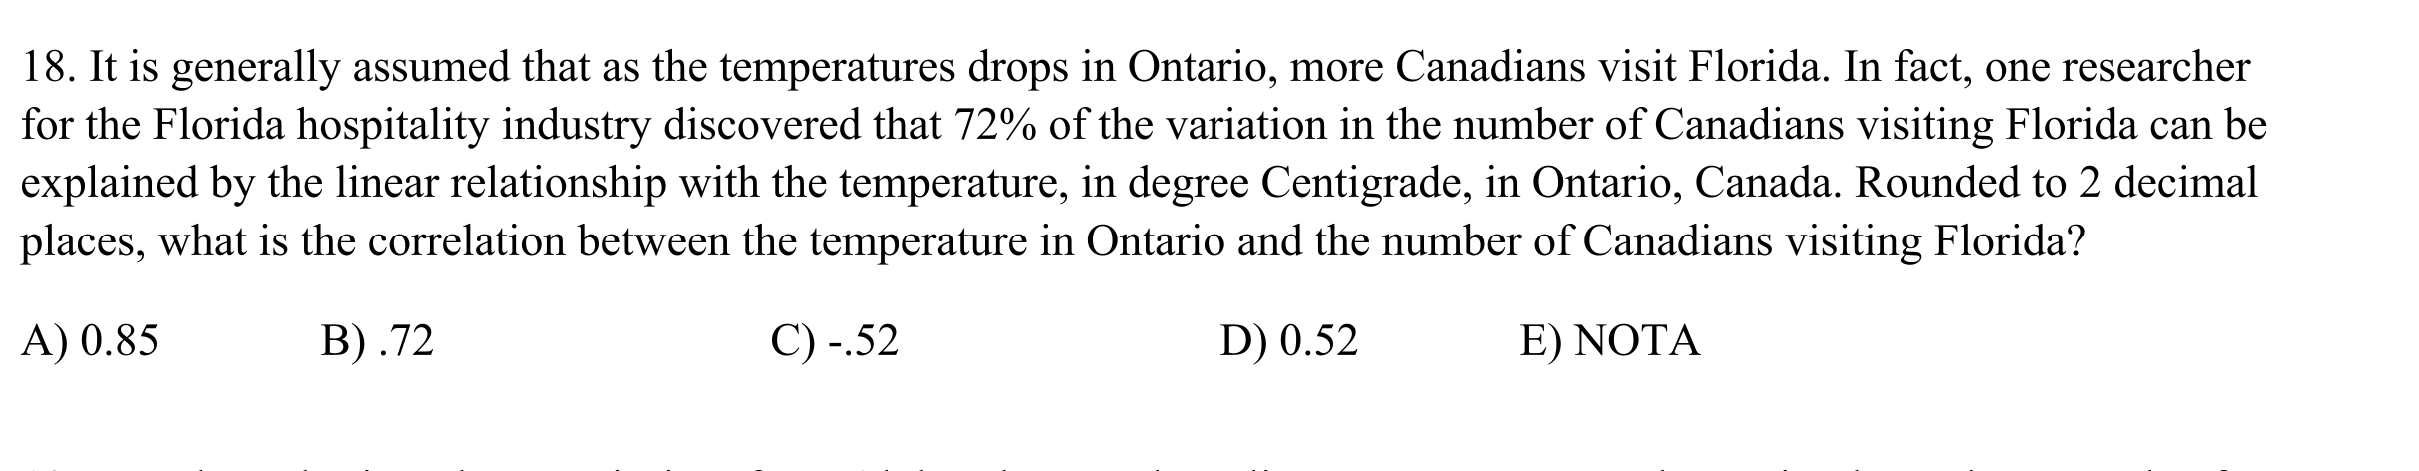 18. It is generally assumed that as the temperatures drops in Ontario, more Canadians visit Florida. In fact, one researcher
for the Florida hospitality industry discovered that 72% of the variation in the number of Canadians visiting Florida can be
explained by the linear relationship with the temperature, in degree Centigrade, in Ontario, Canada. Rounded to 2 decimal
places, what is the correlation between the temperature in Ontario and the number of Canadians visiting Florida?
A) 0.85 B) .72 C) -.52 D) 0.52 E) NOTA